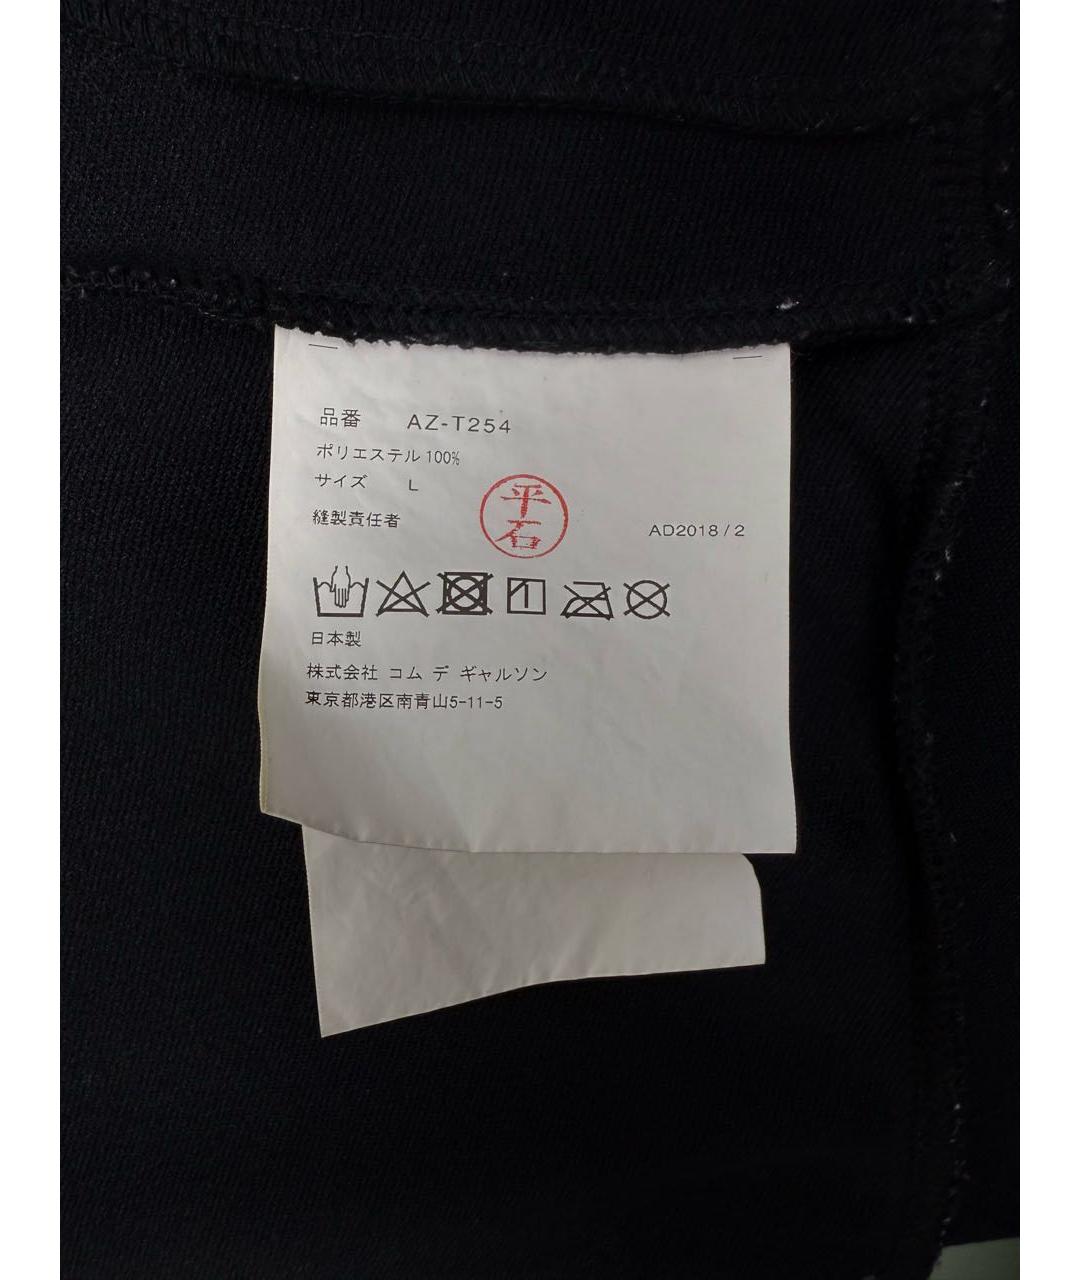 品番 AZ-T254
ポリエステル 100%
サイズ L
縫製責任者 平石 AD2018/2
日本製
株式会社 コム デ ギャルソン
東京都港区南青山5-11-5